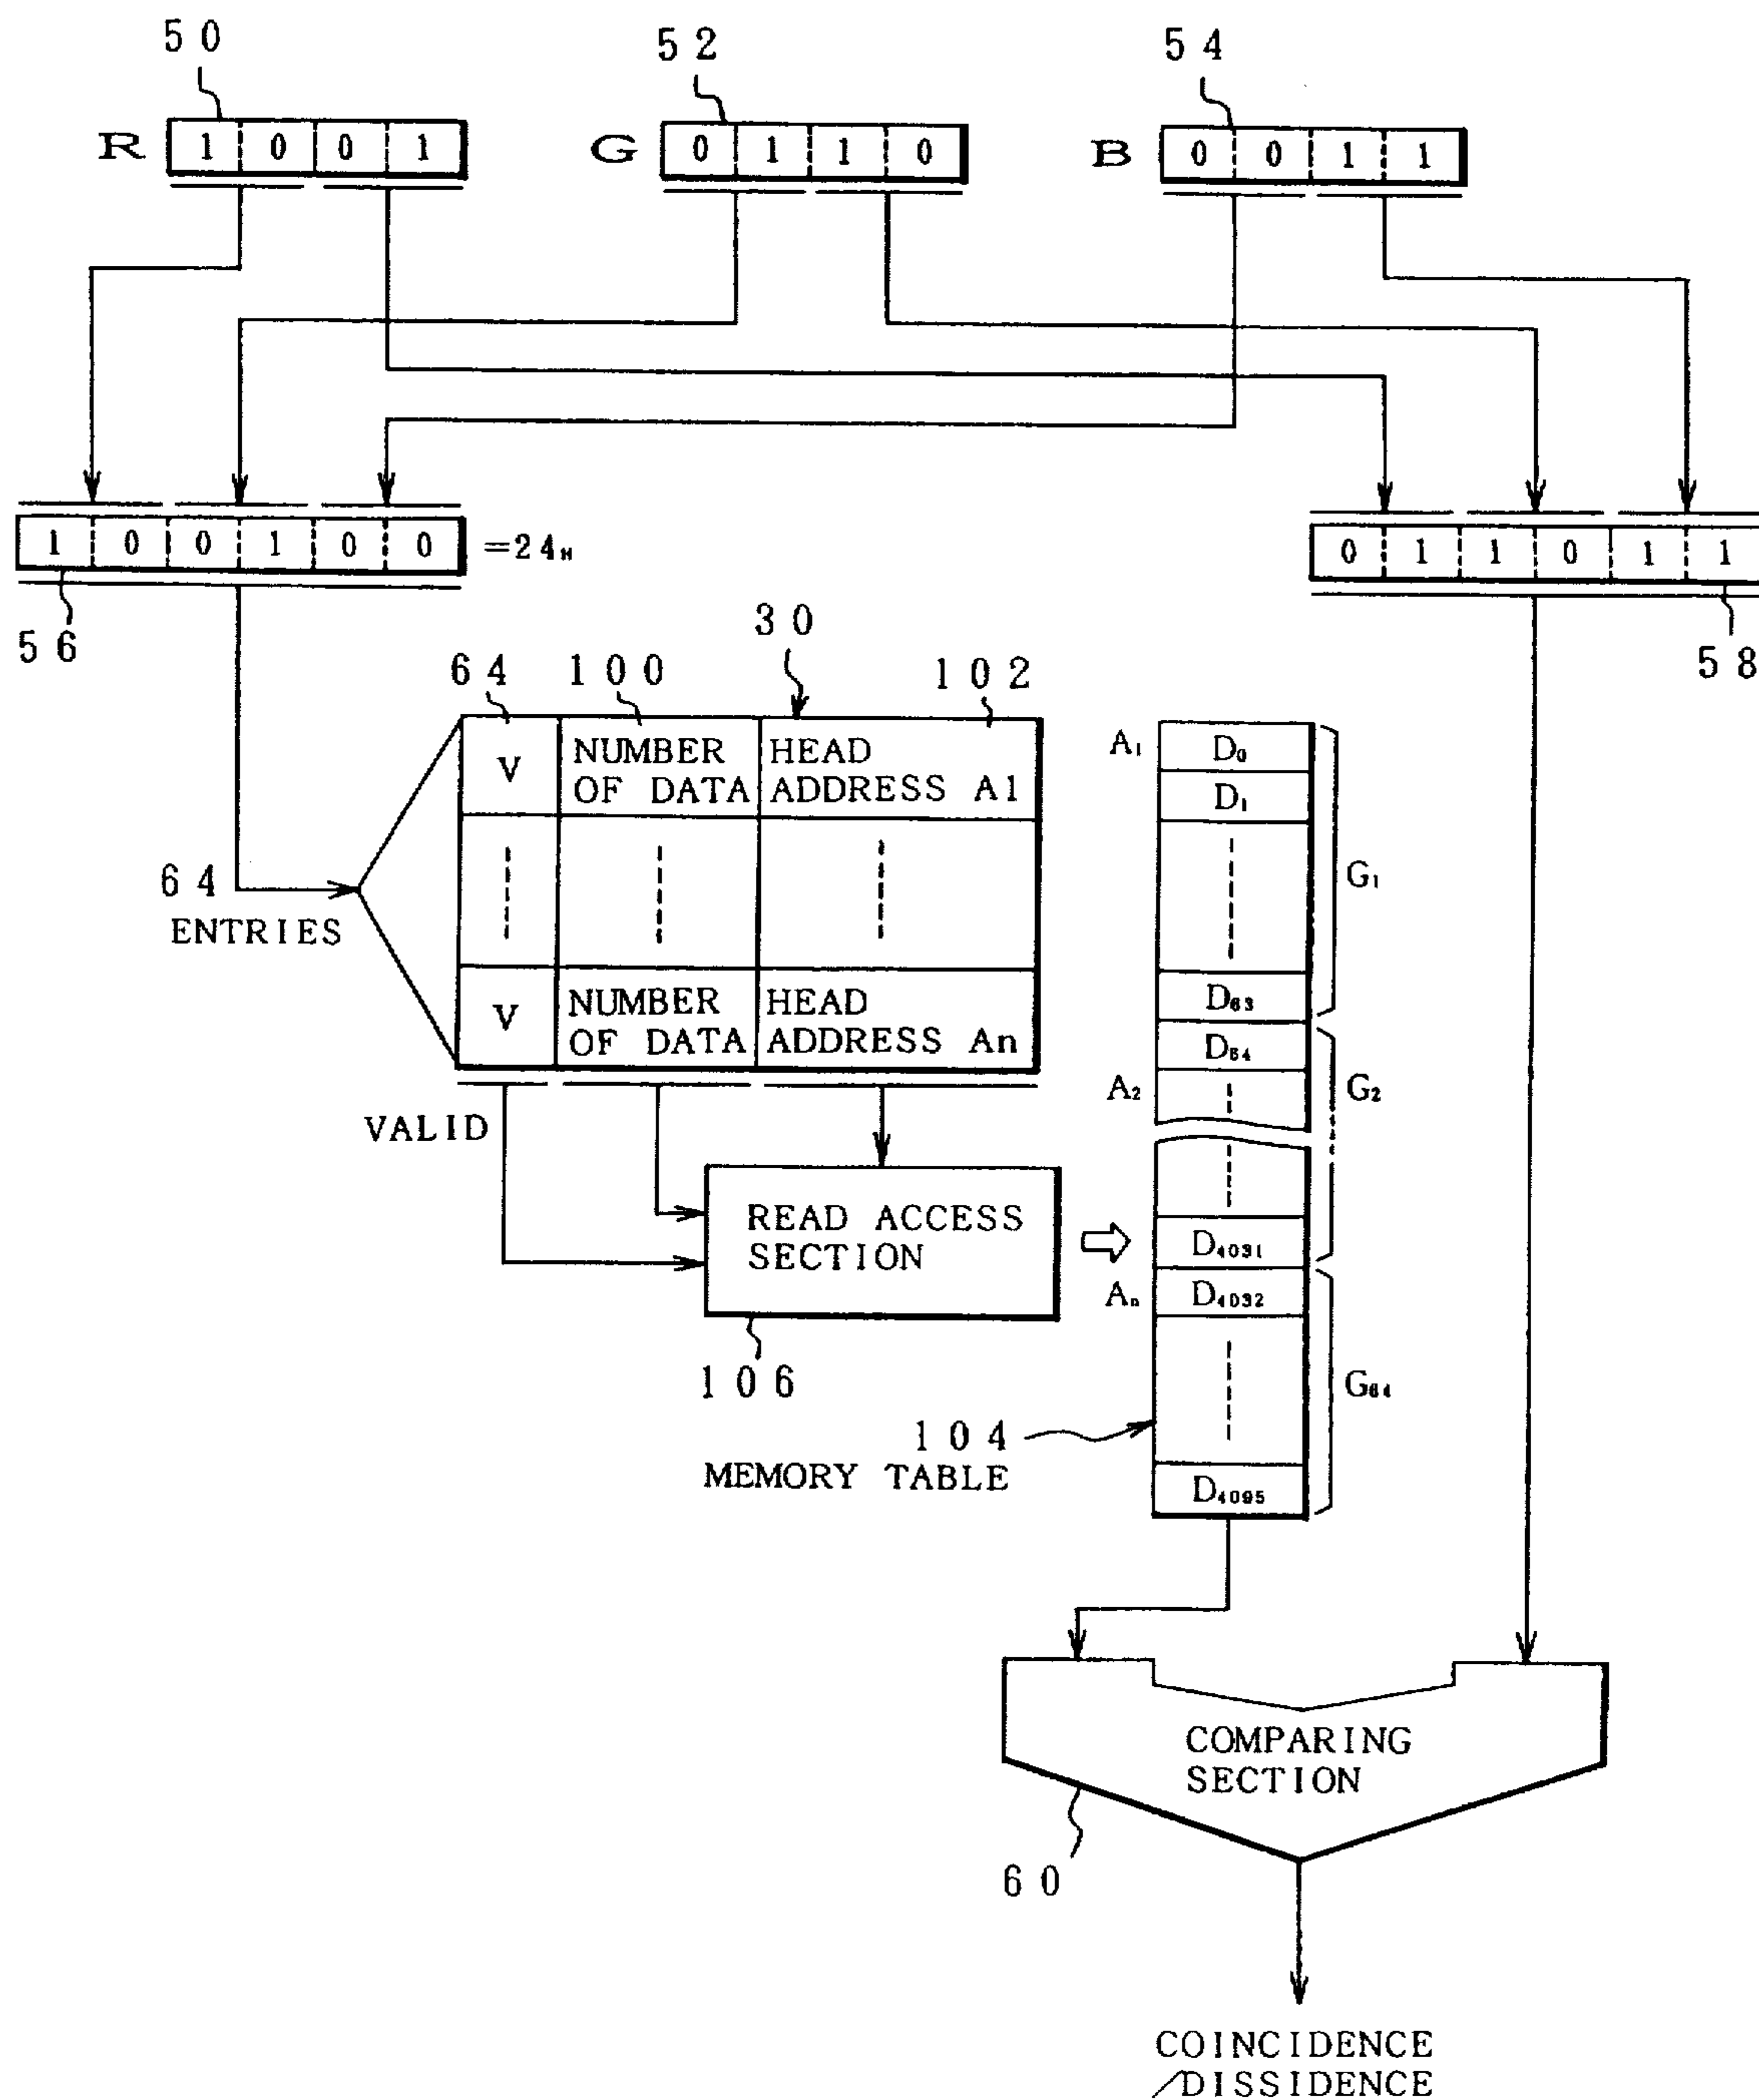 50 52 54
R 1 0 0 1 G 0 1 1 0 B 0 0 1 1
1 0 0 1 0 0 =24H 0 1 1 0 1 1
56 58
30
64 100 102
V NUMBER OF DATA HEAD ADDRESS A1
64 ENTRIES
V NUMBER OF DATA HEAD ADDRESS An
VALID
READ ACCESS
SECTION
106
A1 D0
D1
G1
D63
D64
A2 G2
D4031
An D4032
G64
D4095
104
MEMORY TABLE
COMPARING
SECTION
60
COINCIDENCE
/DISSIDENCE